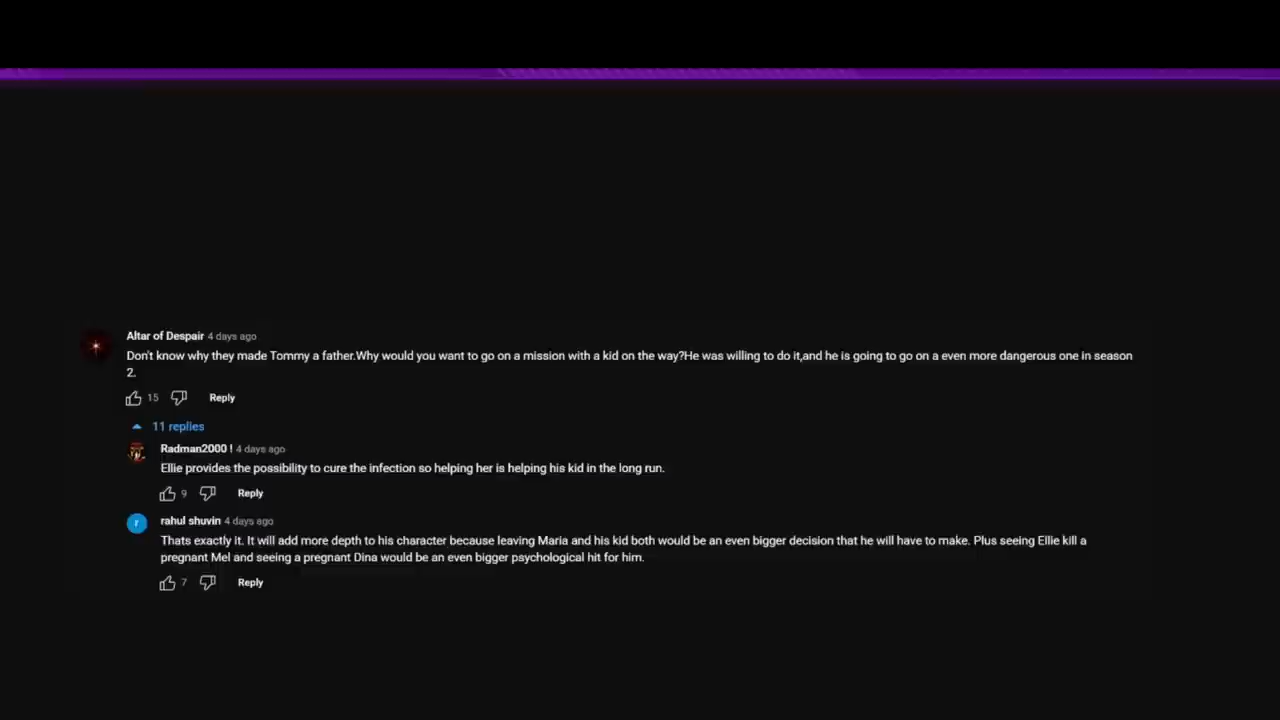 Altar of Despair 4 days ago
Don't know why they made Tommy a father.Why would you want to go on a mission with a kid on the way?He was willing to do it,and he is going to go on a even more dangerous one in season
2.
15 Reply
11 replies
Radman2000 ! 4 days ago
Ellie provides the possibility to cure the infection so helping her is helping his kid in the long run.
9 Reply
r
rahul shuvin 4 days ago
Thats exactly it. It will add more depth to his character because leaving Maria and his kid both would be an even bigger decision that he will have to make. Plus seeing Ellie kill a
pregnant Mel and seeing a pregnant Dina would be an even bigger psychological hit for him.
7 Reply